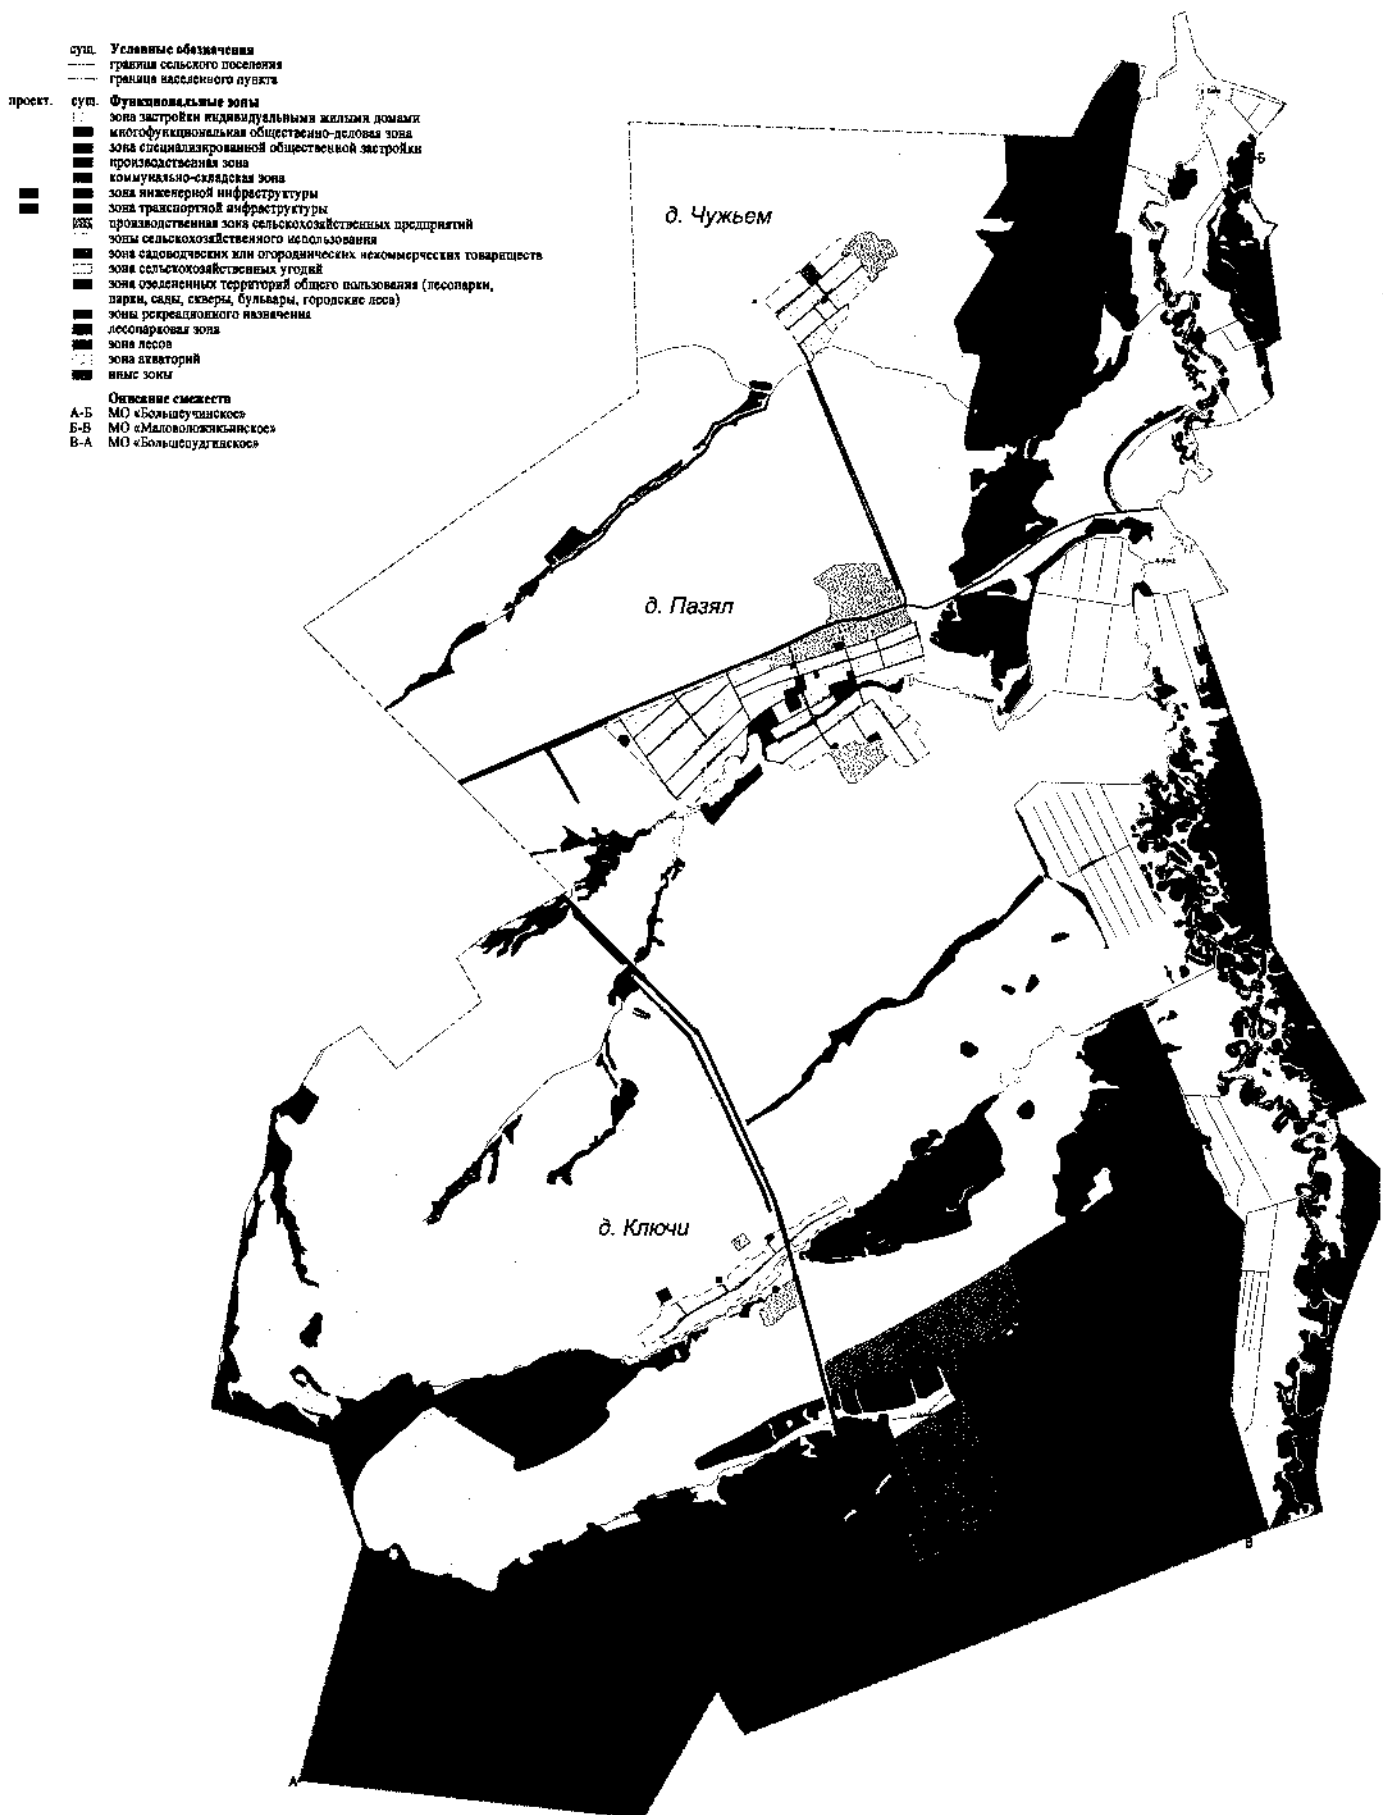 сущ. Условные обозначения
граница сельского поселения
граница населенного пункта
проект. сущ. Функциональные зоны
зона застройки индивидуальными жилыми домами
многофункциональная общественно-деловая зона
зона специализированной общественной застройки
производственная зона
коммунально-складская зона
зона инженерной инфраструктуры
зона транспортной инфраструктуры
производственная зона сельскохозяйственных предприятий
зоны сельскохозяйственного использования
зона садоводческих или огороднических некоммерческих товариществ
зона сельскохозяйственных угодий
зона озелененных территорий общего пользования (лесопарки,
парки, сады, скверы, бульвары, городские леса)
зоны рекреационного назначения
лесопарковая зона
зона лесов
зона акваторий
иные зоны
Описание смежеств
А-Б МО «Большеучинское»
Б-В МО «Маловоложикьинское»
В-А МО «Большепудгинское»
Б
д. Чужьем
д. Пазял
д. Ключи
В
А